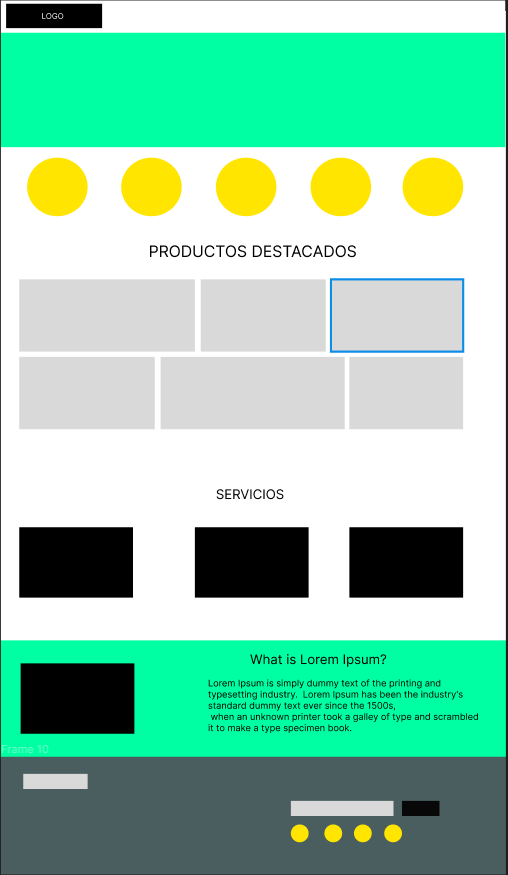 LOGO
PRODUCTOS DESTACADOS
SERVICIOS
What is Lorem Ipsum?
Lorem Ipsum is simply dummy text of the printing and
typesetting industry. Lorem Ipsum has been the industry's
standard dummy text ever since the 1500s,
when an unknown printer took a galley of type and scrambled
it to make a type specimen book.
Frame 10